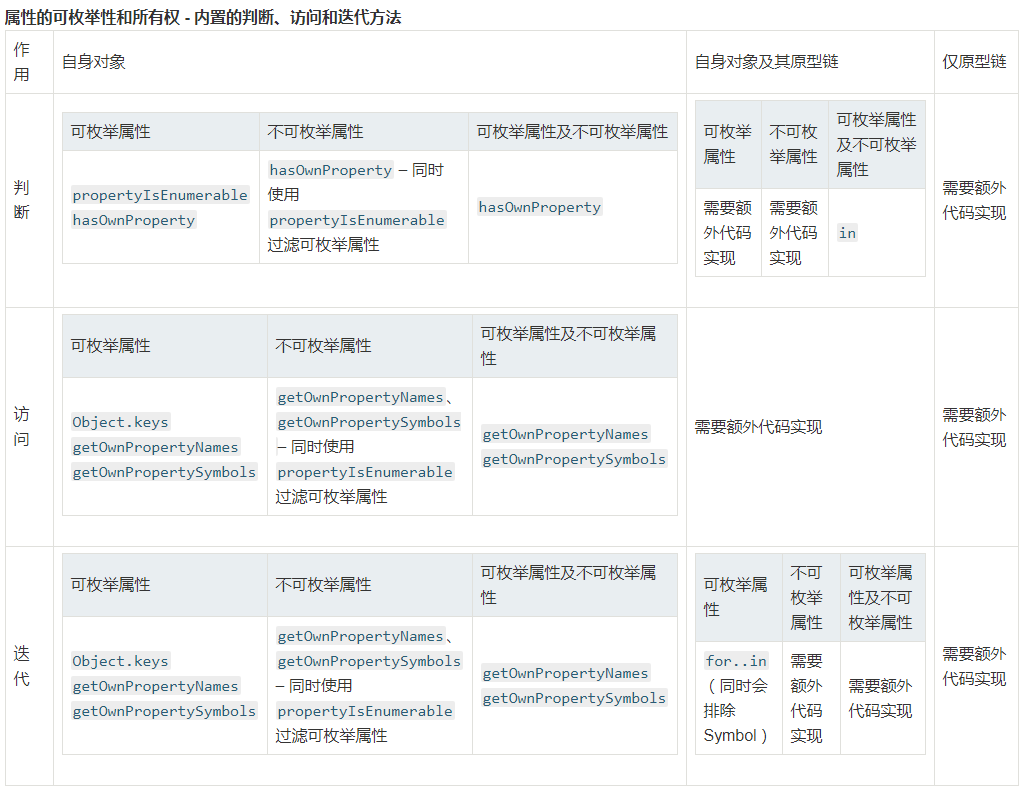 属性的可枚举性和所有权 - 内置的判断、访问和迭代方法
作
用
自身对象
自身对象及其原型链
仅原型链
判
断
可枚举属性
不可枚举属性
可枚举属性及不可枚举属性
propertyIsEnumerable
hasOwnProperty
hasOwnProperty – 同时
使用
propertyIsEnumerable
过滤可枚举属性
hasOwnProperty
可枚举
属性
不可枚
举属性
可枚举属性
及不可枚举
属性
需要额
外代码
实现
需要额
外代码
实现
in
需要额外
代码实现
访
问
可枚举属性
不可枚举属性
可枚举属性及不可枚举属
性
Object.keys
getOwnPropertyNames
getOwnPropertySymbols
getOwnPropertyNames、
getOwnPropertySymbols
– 同时使用
propertyIsEnumerable
过滤可枚举属性
getOwnPropertyNames
getOwnPropertySymbols
需要额外代码实现
需要额外
代码实现
迭
代
可枚举属性
不可枚举属性
可枚举属性及不可枚举属
性
Object.keys
getOwnPropertyNames
getOwnPropertySymbols
getOwnPropertyNames、
getOwnPropertySymbols
– 同时使用
propertyIsEnumerable
过滤可枚举属性
getOwnPropertyNames
getOwnPropertySymbols
可枚举属
性
不可
枚举
属性
可枚举属
性及不可
枚举属性
for..in
（同时会
排除
Symbol）
需要
额外
代码
实现
需要额外
代码实现
需要额外
代码实现